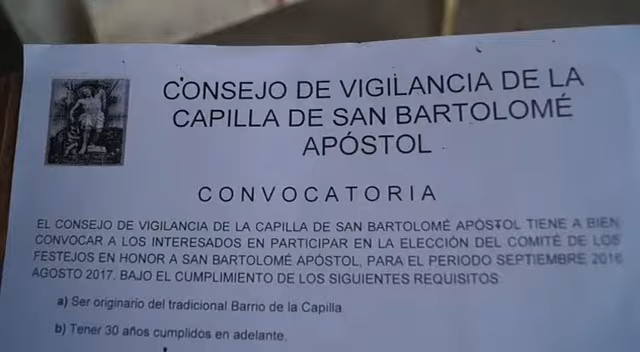 CONSEJO DE VIGILANCIA DE LA
CAPILLA DE SAN BARTOLOMÉ
APÓSTOL
CONVOCATORIA
EL CONSEJO DE VIGILANCIA DE LA CAPILLA DE SAN BARTOLOMÉ APÓSTOL TIENE A BIEN
CONVOCAR A LOS INTERESADOS EN PARTICIPAR EN LA ELECCIÓN DEL COMITÉ DE LOS
FESTEJOS EN HONOR A SAN BARTOLOMÉ APÓSTOL, PARA EL PERIODO SEPTIEMBRE 2016
AGOSTO 2017. BAJO EL CUMPLIMIENTO DE LOS SIGUIENTES REQUISITOS:
a) Ser originario del tradicional Barrio de la Capilla
b) Tener 30 años cumplidos en adelante.